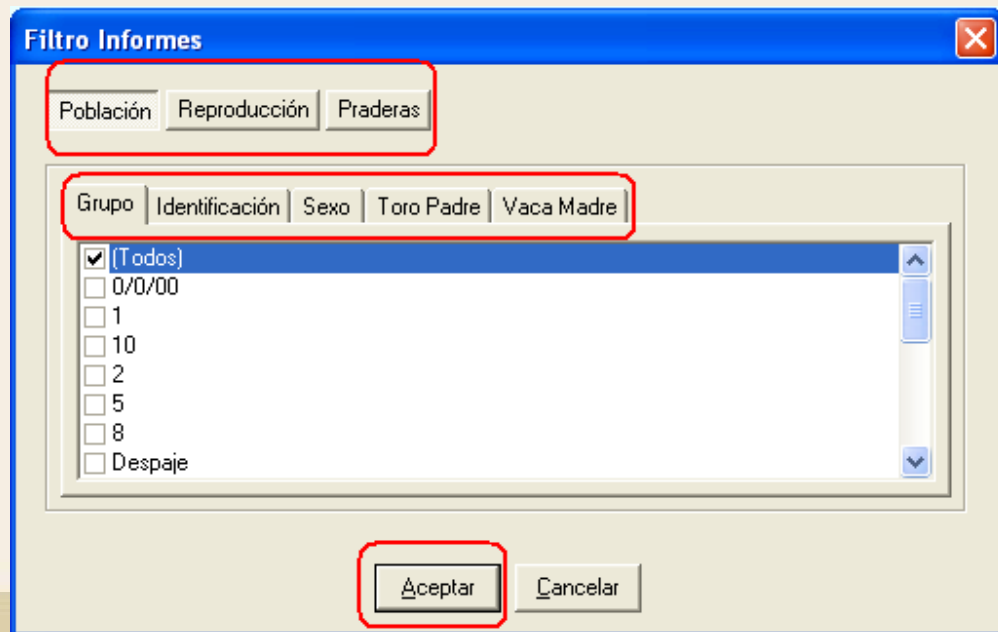 Filtro Informes
Población Reproducción Praderas
Grupo Identificación Sexo Toro Padre Vaca Madre
(Todos)
0/0/00
1
10
2
5
8
Despaje
Aceptar Cancelar